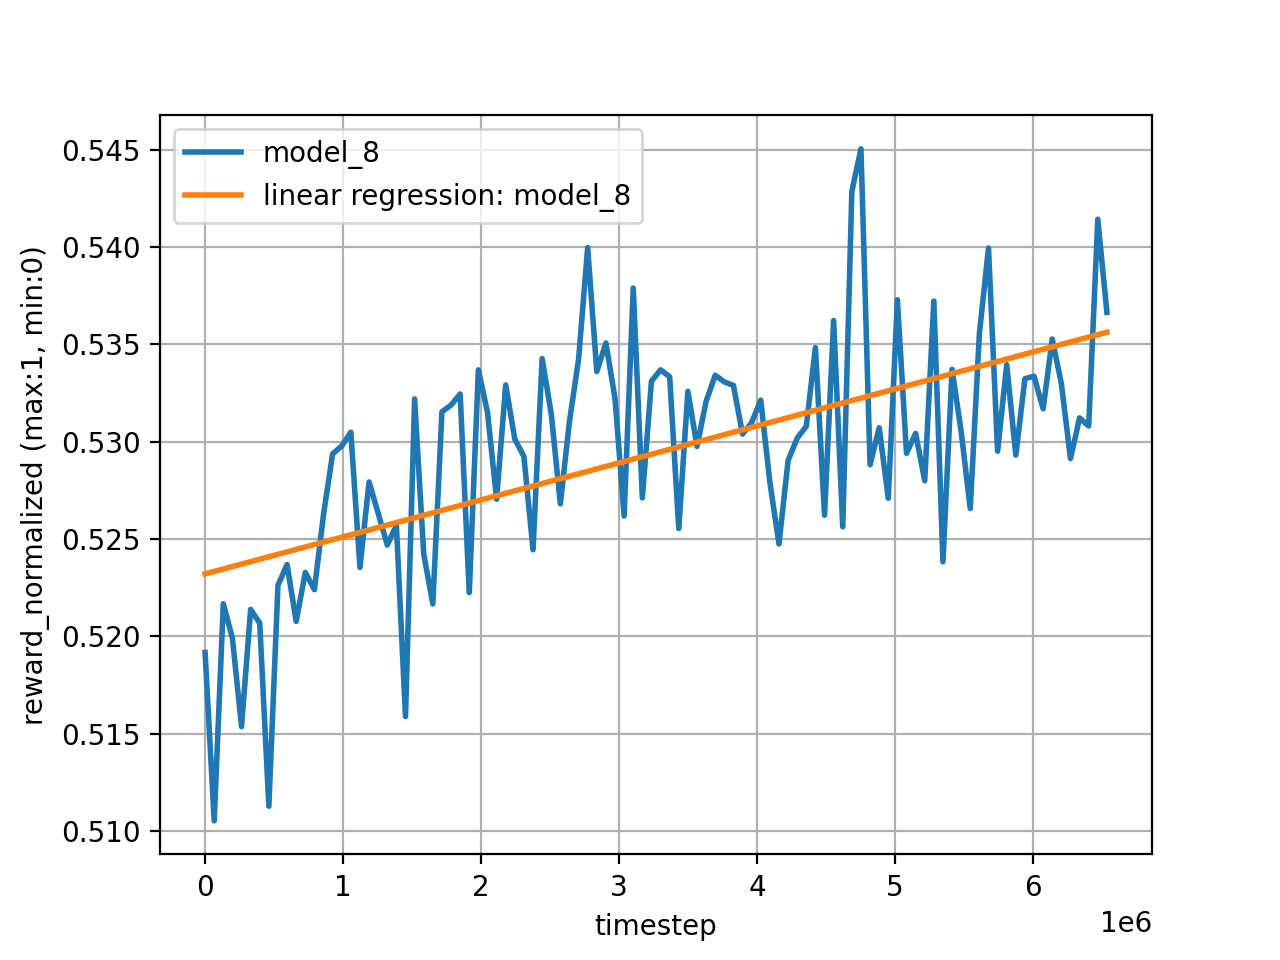 model_8
linear regression: model_8
0.545
0.540
0.535
0.530
0.525
0.520
0.515
0.510
reward_normalized (max:1, min:0)
0 1 2 3 4 5 6
1e6
timestep